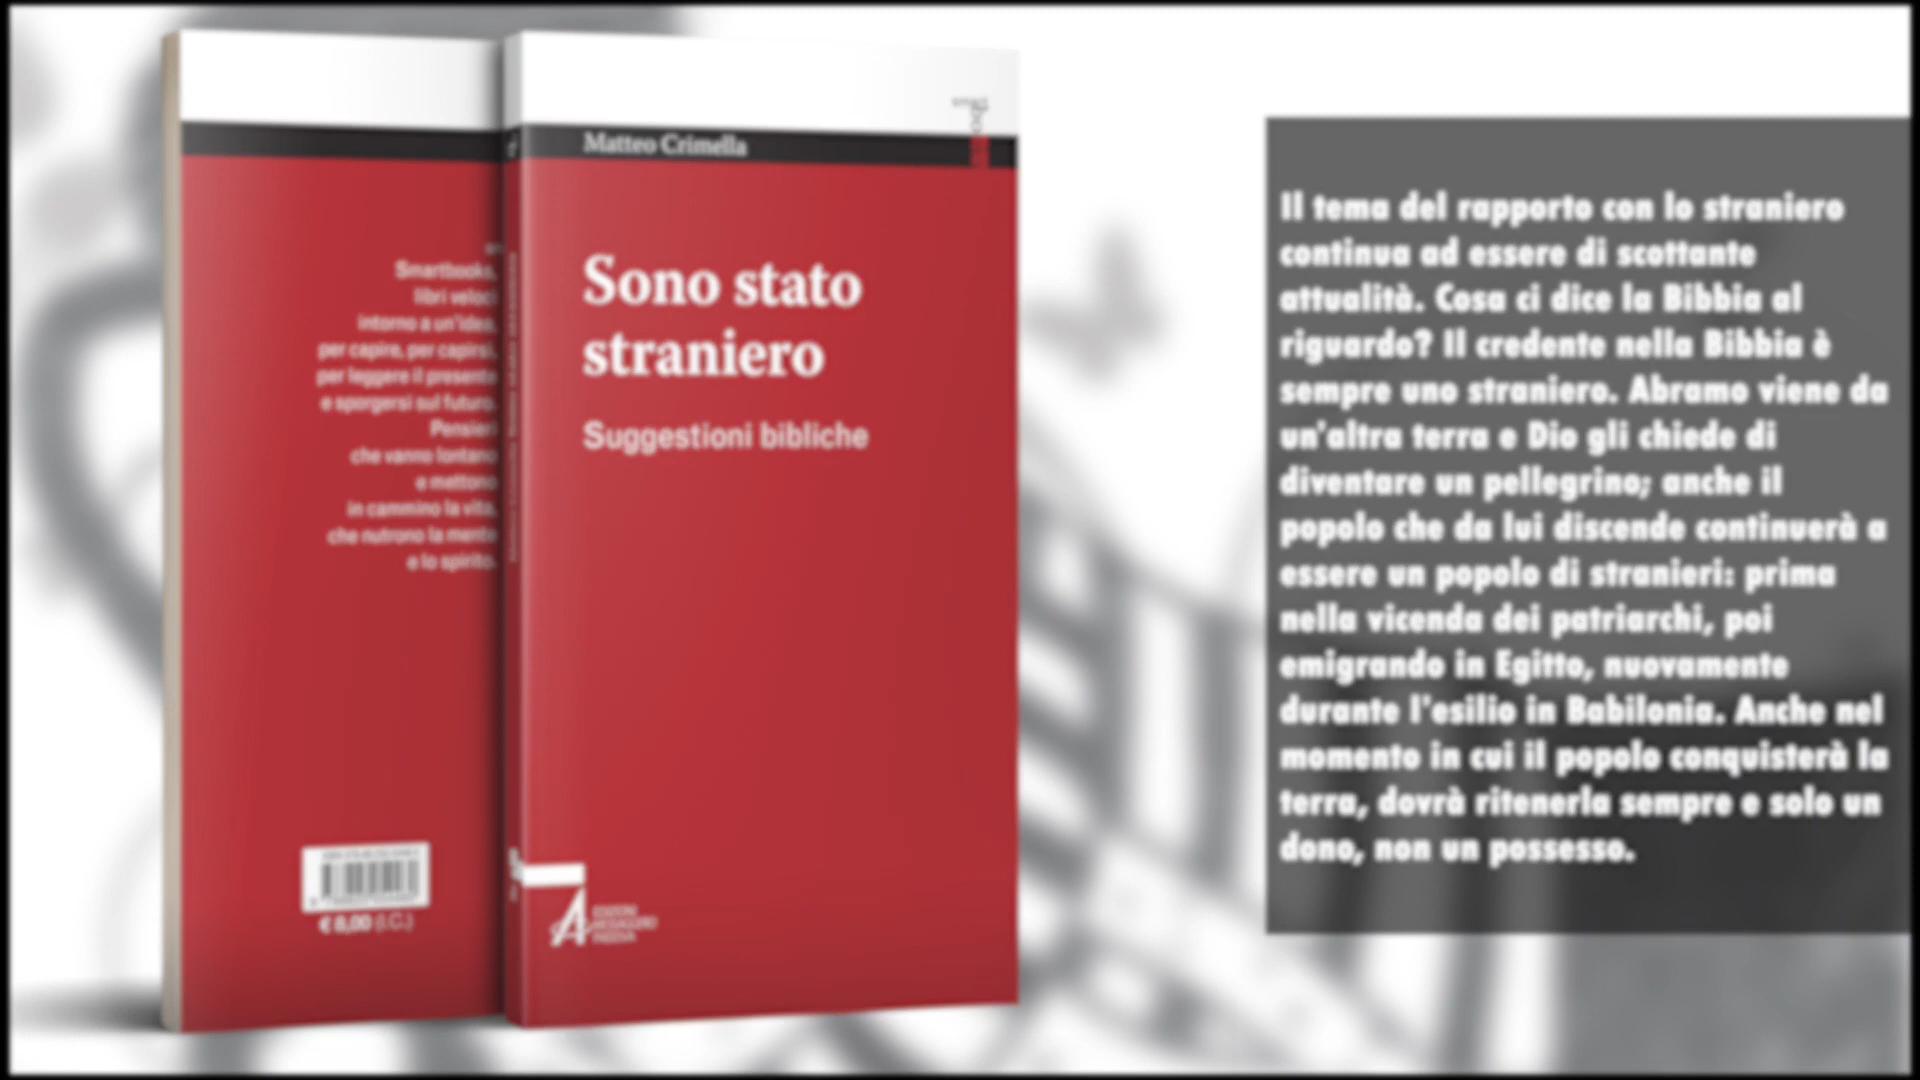 Smartbooks,
libri veloci
intorno a un'idea,
per capire, per capirsi,
per leggere il presente
e sporgersi sul futuro.
Pensieri
che vanno lontano
e mettono
in cammino la vita,
che nutrono la mente
e lo spirito.
€ 8,00 (I.C.)
Matteo Crimella
Sono stato
straniero
Suggestioni bibliche
EDIZIONI
MESSAGGERO
PADOVA
Il tema del rapporto con lo straniero
continua ad essere di scottante
attualità. Cosa ci dice la Bibbia al
riguardo? Il credente nella Bibbia è
sempre uno straniero. Abramo viene da
un'altra terra e Dio gli chiede di
diventare un pellegrino; anche il
popolo che da lui discende continuerà a
essere un popolo di stranieri: prima
nella vicenda dei patriarchi, poi
emigrando in Egitto, nuovamente
durante l'esilio in Babilonia. Anche nel
momento in cui il popolo conquisterà la
terra, dovrà ritenerla sempre e solo un
dono, non un possesso.